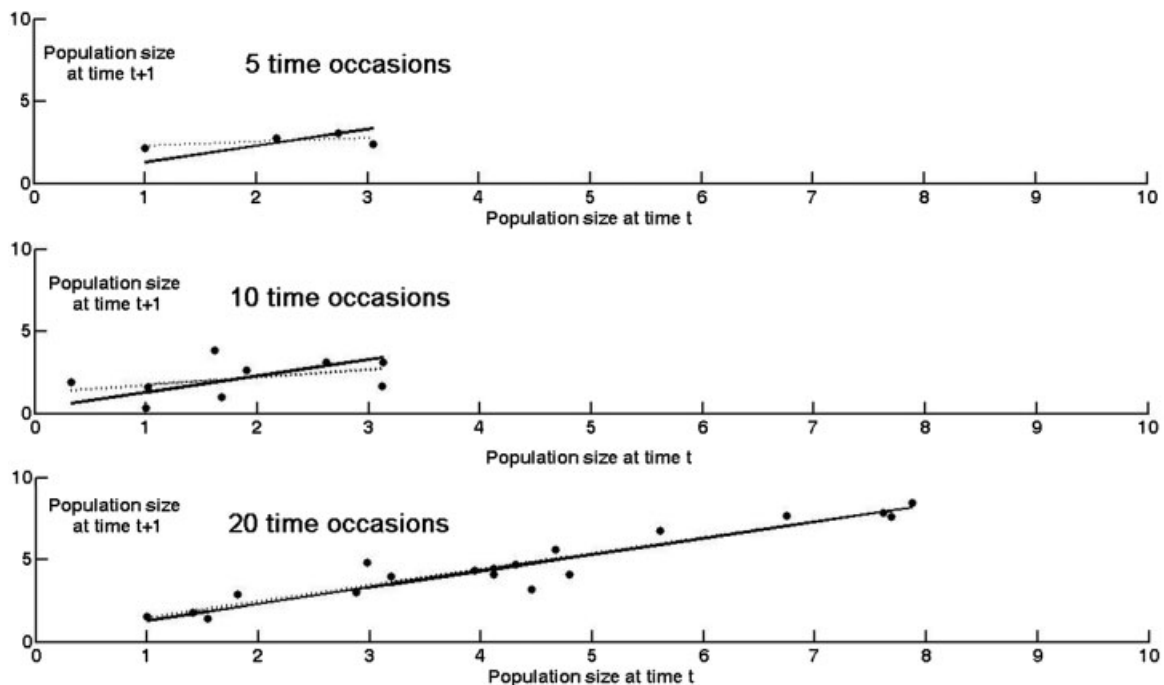 10
Population size
at time t+1
5 time occasions
5
0
0 1 2 3 4 5 6 7 8 9 10
Population size at time t
10
Population size
at time t+1
10 time occasions
5
0
0 1 2 3 4 5 6 7 8 9 10
Population size at time t
10
Population size
at time t+1
20 time occasions
5
0
0 1 2 3 4 5 6 7 8 9 10
Population size at time t